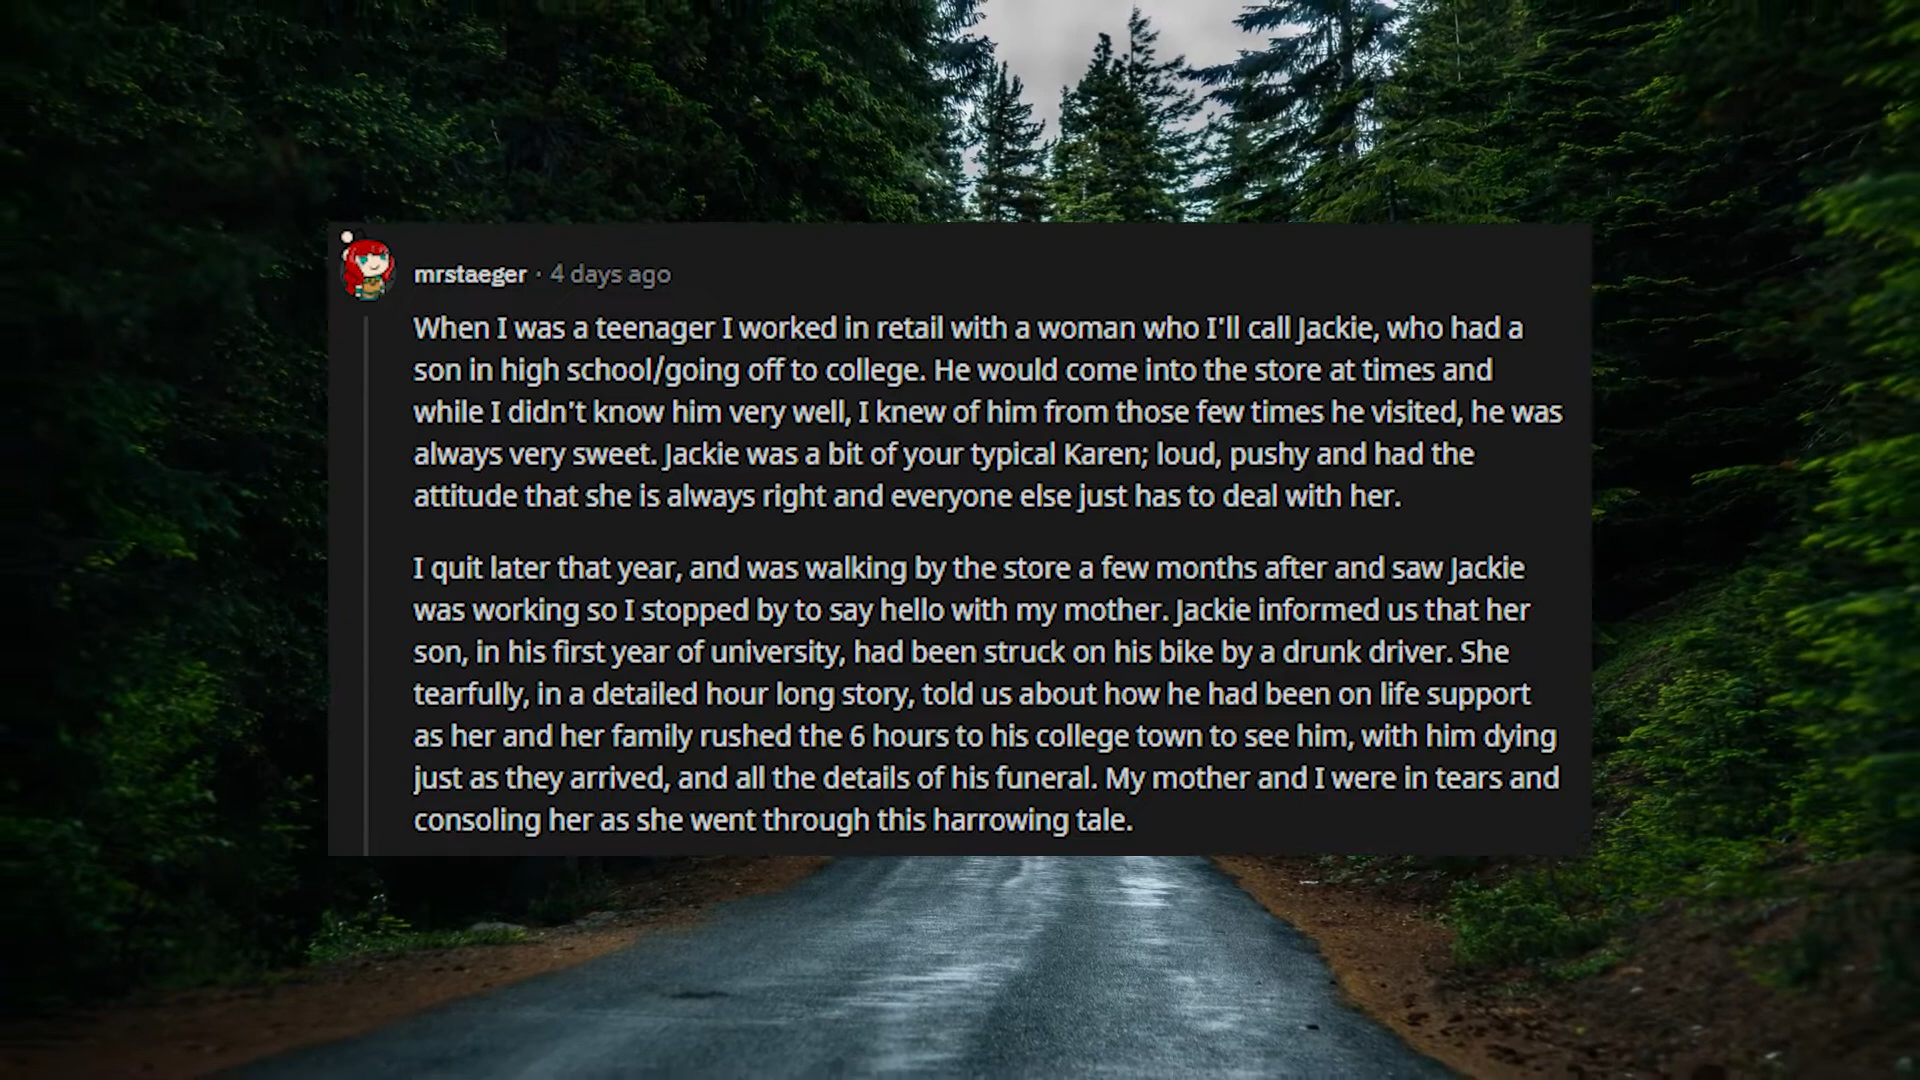 mrstaeger · 4 days ago
When I was a teenager I worked in retail with a woman who I'll call Jackie, who had a
son in high school/going off to college. He would come into the store at times and
while I didn't know him very well, I knew of him from those few times he visited, he was
always very sweet. Jackie was a bit of your typical Karen; loud, pushy and had the
attitude that she is always right and everyone else just has to deal with her.
I quit later that year, and was walking by the store a few months after and saw Jackie
was working so I stopped by to say hello with my mother. Jackie informed us that her
son, in his first year of university, had been struck on his bike by a drunk driver. She
tearfully, in a detailed hour long story, told us about how he had been on life support
as her and her family rushed the 6 hours to his college town to see him, with him dying
just as they arrived, and all the details of his funeral. My mother and I were in tears and
consoling her as she went through this harrowing tale.